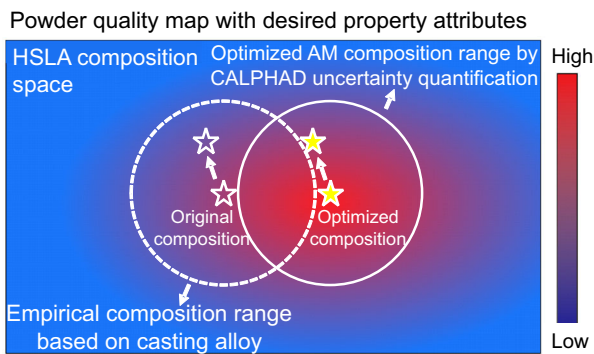 Powder quality map with desired property attributes
HSLA composition
space
Optimized AM composition range by
CALPHAD uncertainty quantification
High
Original
composition
Optimized
composition
Empirical composition range
based on casting alloy
Low